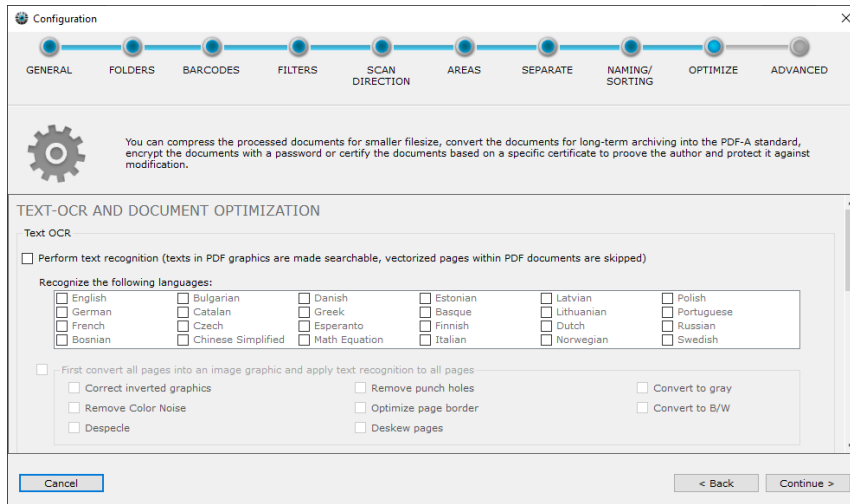 Configuration
GENERAL FOLDERS BARCODES FILTERS SCAN DIRECTION AREAS SEPARATE NAMING/ SORTING OPTIMIZE ADVANCED
You can compress the processed documents for smaller filesize, convert the documents for long-term archiving into the PDF-A standard,
encrypt the documents with a password or certify the documents based on a specific certificate to proove the author and protect it against
modification.
TEXT-OCR AND DOCUMENT OPTIMIZATION
Text OCR
Perform text recognition (texts in PDF graphics are made searchable, vectorized pages within PDF documents are skipped)
Recognize the following languages:
English Bulgarian Danish Estonian Latvian Polish
German Catalan Greek Basque Lithuanian Portuguese
French Czech Esperanto Finnish Dutch Russian
Bosnian Chinese Simplified Math Equation Italian Norwegian Swedish
First convert all pages into an image graphic and apply text recognition to all pages
Correct inverted graphics Remove punch holes Convert to gray
Remove Color Noise Optimize page border Convert to B/W
Despecle Deskew pages
Cancel < Back Continue >